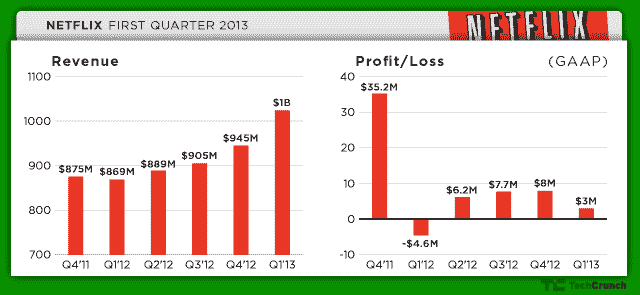 NETFLIX FIRST QUARTER 2013
NETFLIX
Revenue
1100
1000
900
800
700
$875M
$869M
$889M
$905M
$945M
$1B
Q4'11 Q1'12 Q2'12 Q3'12 Q4'12 Q1'13
Profit/Loss (GAAP)
40
30
20
10
0
-10
$35.2M
-$4.6M
$6.2M
$7.7M
$8M
$3M
Q4'11 Q1'12 Q2'12 Q3'12 Q4'12 Q1'13
TechCrunch